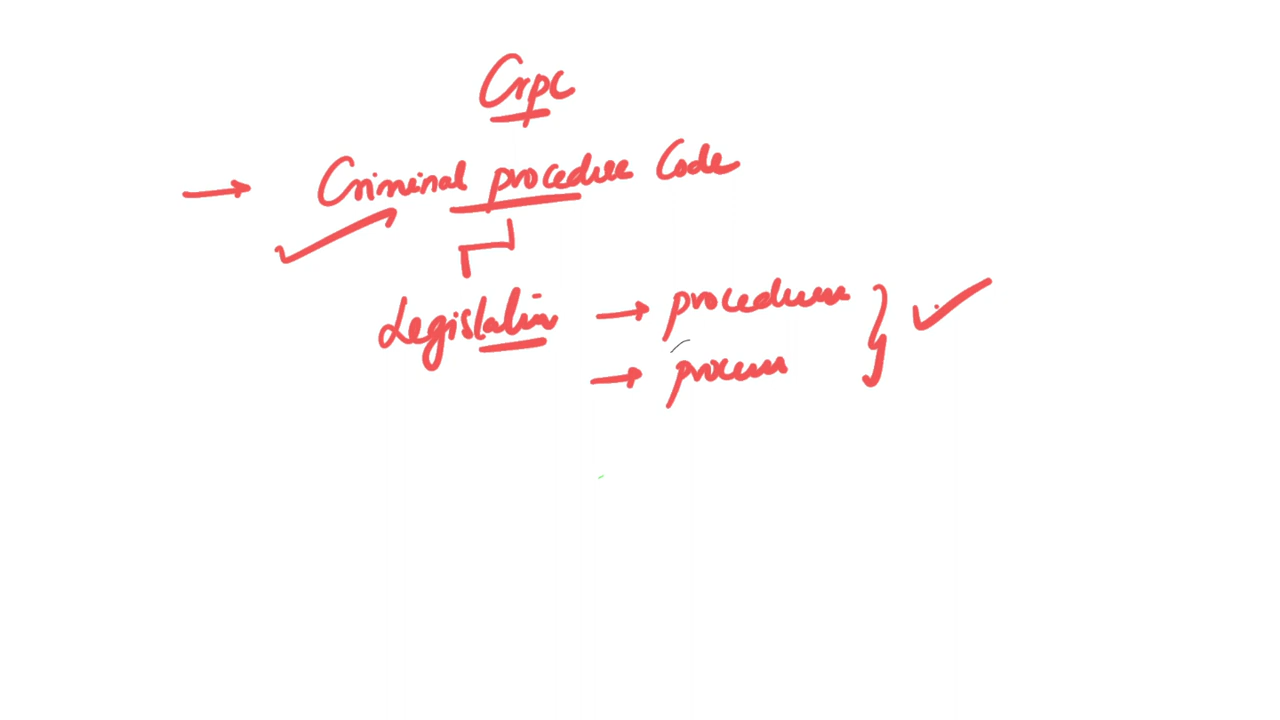 Crpc
→ Criminal procedure Code
Legislation → procedure
→ process